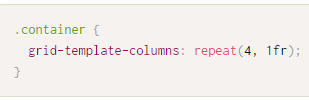 .container {
  grid-template-columns: repeat(4, 1fr);
}